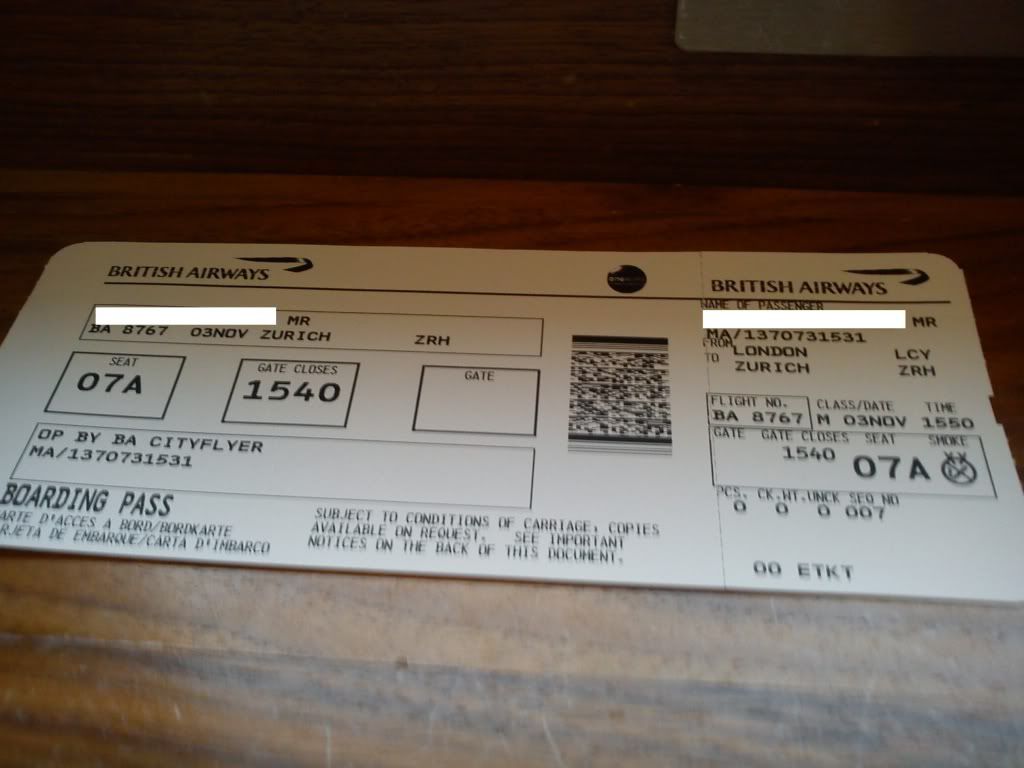 BRITISH AIRWAYS
MR
BA 8767 03NOV ZURICH ZRH
SEAT
07A
GATE CLOSES
1540
GATE
OP BY BA CITYFLYER
MA/1370731531
BOARDING PASS
ARTE D'ACCES A BORD/BORDKARTE
RJETA DE EMBARQUE/CARTA D'IMBARCO
SUBJECT TO CONDITIONS OF CARRIAGE, COPIES
AVAILABLE ON REQUEST. SEE IMPORTANT
NOTICES ON THE BACK OF THIS DOCUMENT.
BRITISH AIRWAYS
NAME OF PASSENGER
MR
MA/1370731531
FROM LONDON LCY
TO ZURICH ZRH
FLIGHT NO. CLASS/DATE TIME
BA 8767 M 03NOV 1550
GATE GATE CLOSES SEAT SMOKE
1540 07A
PCS. CK.WT. UNCK SEQ NO
0 0 0 007
00 ETKT